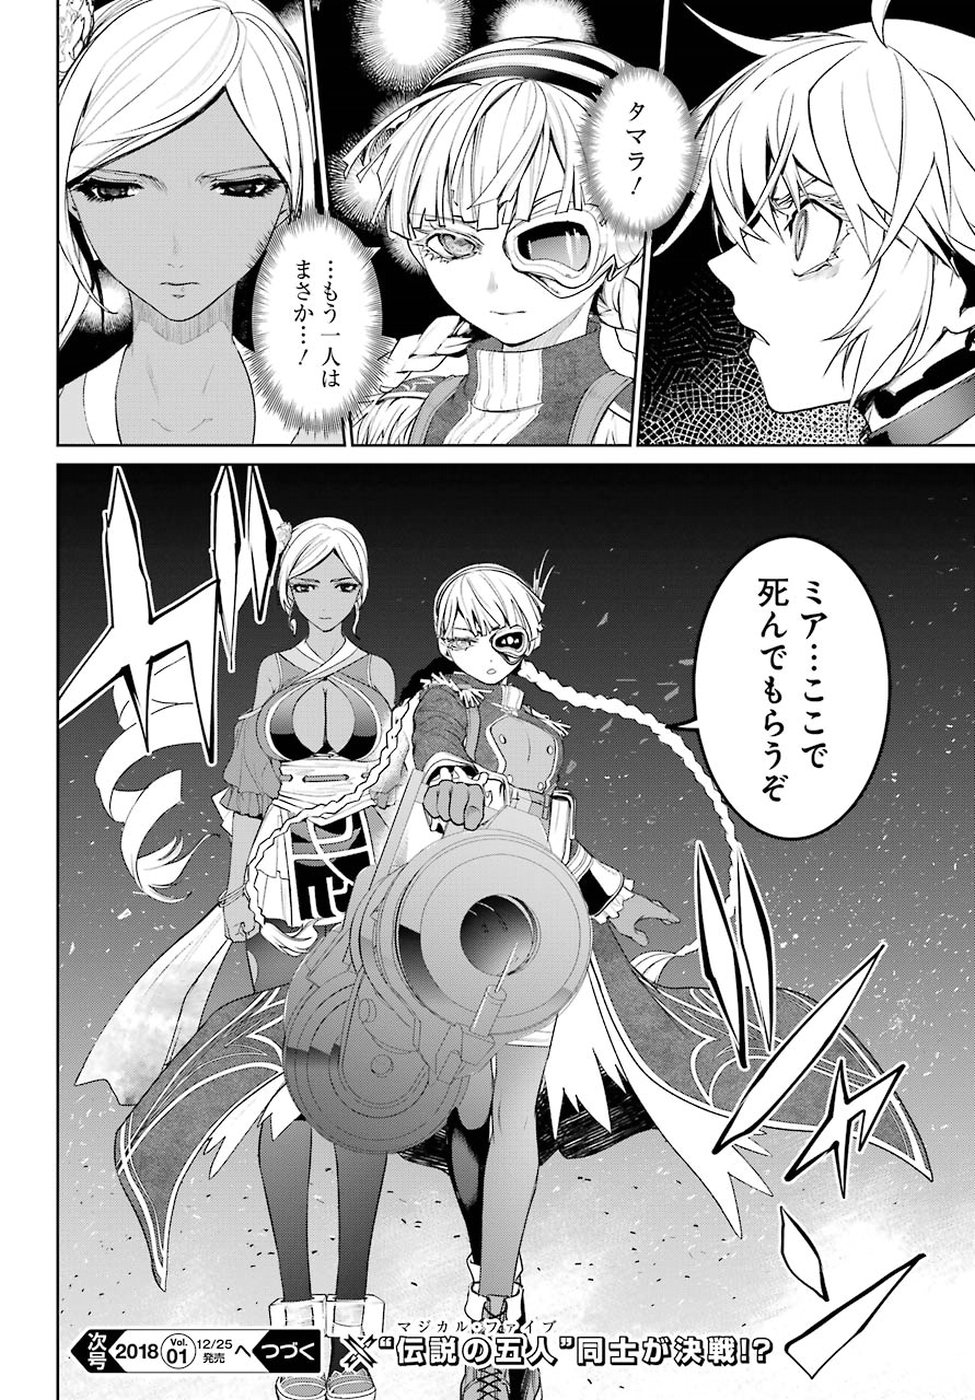 タマラ！
…もう一人は
まさか…！
ミア…ここで
死んでもらうぞ
マジカル・ファイブ
“伝説の五人”同士が決戦!?
次号 2018 Vol.01 12/25発売 へ つづく